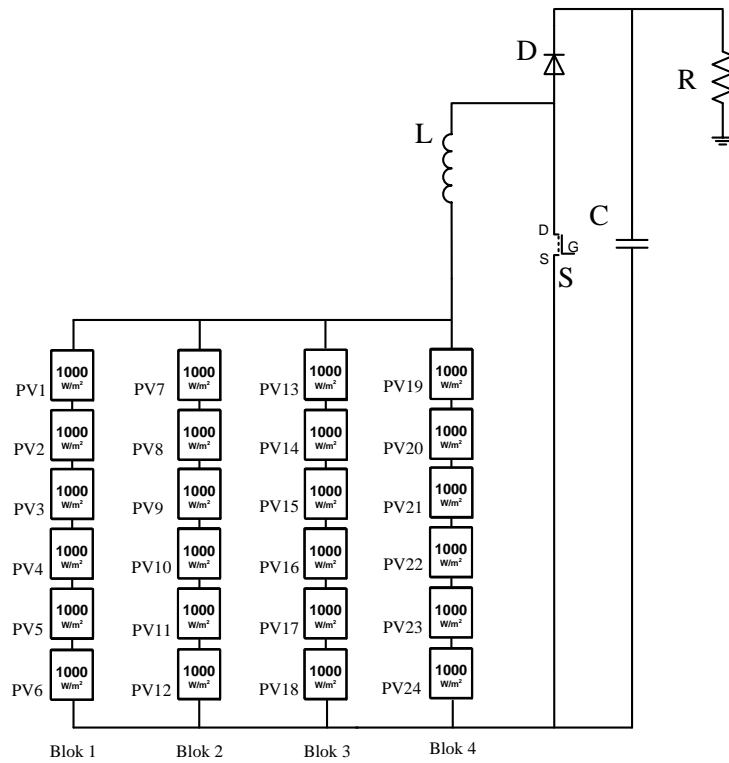 D
R
L
D
G
S
S
C
PV1 1000 W/m² PV7 1000 W/m² PV13 1000 W/m² PV19 1000 W/m²
PV2 1000 W/m² PV8 1000 W/m² PV14 1000 W/m² PV20 1000 W/m²
PV3 1000 W/m² PV9 1000 W/m² PV15 1000 W/m² PV21 1000 W/m²
PV4 1000 W/m² PV10 1000 W/m² PV16 1000 W/m² PV22 1000 W/m²
PV5 1000 W/m² PV11 1000 W/m² PV17 1000 W/m² PV23 1000 W/m²
PV6 1000 W/m² PV12 1000 W/m² PV18 1000 W/m² PV24 1000 W/m²
Blok 1 Blok 2 Blok 3 Blok 4